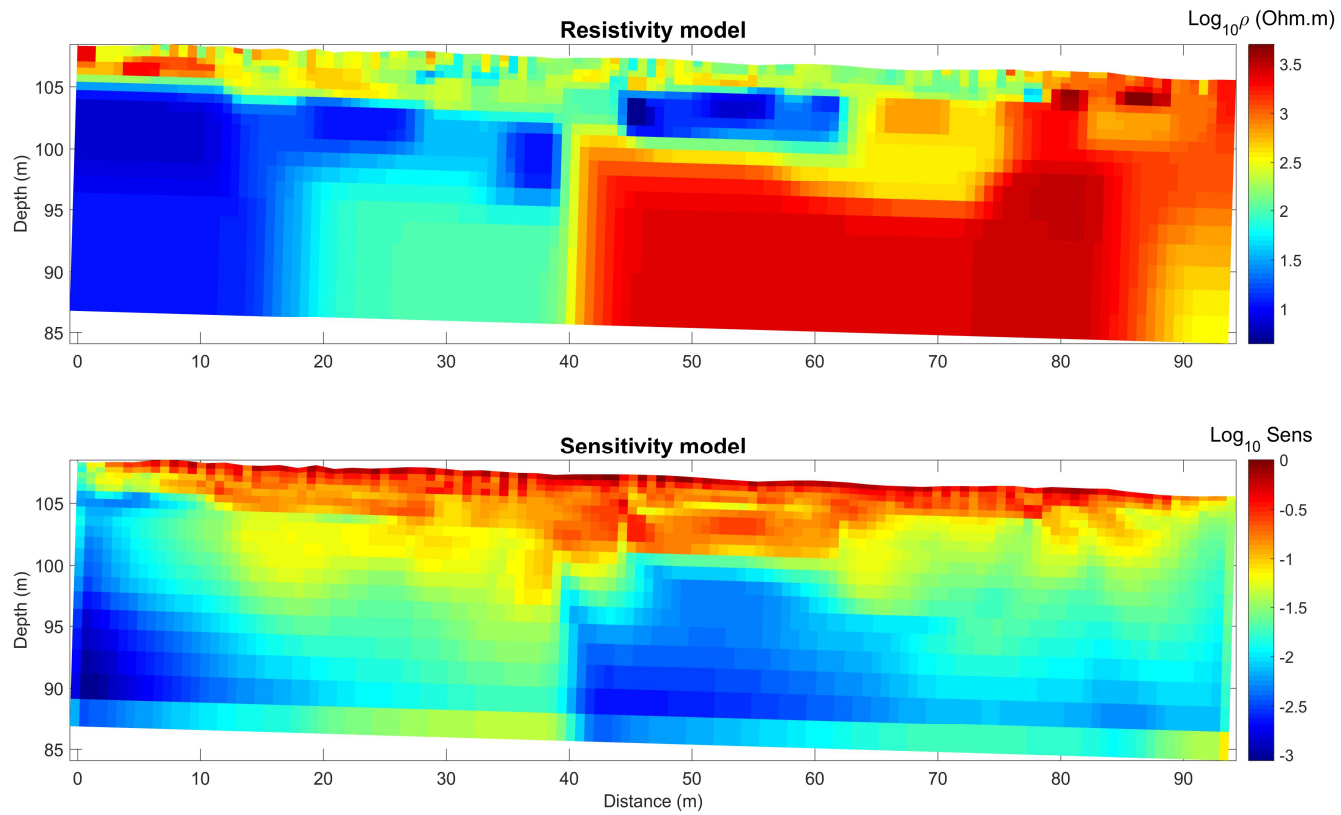 Resistivity model
Log10ρ (Ohm.m)
Depth (m)
105
100
95
90
85
0 10 20 30 40 50 60 70 80 90
3.5
3
2.5
2
1.5
1
Sensitivity model
Log10 Sens
Depth (m)
105
100
95
90
85
0 10 20 30 40 50 60 70 80 90
Distance (m)
0
-0.5
-1
-1.5
-2
-2.5
-3